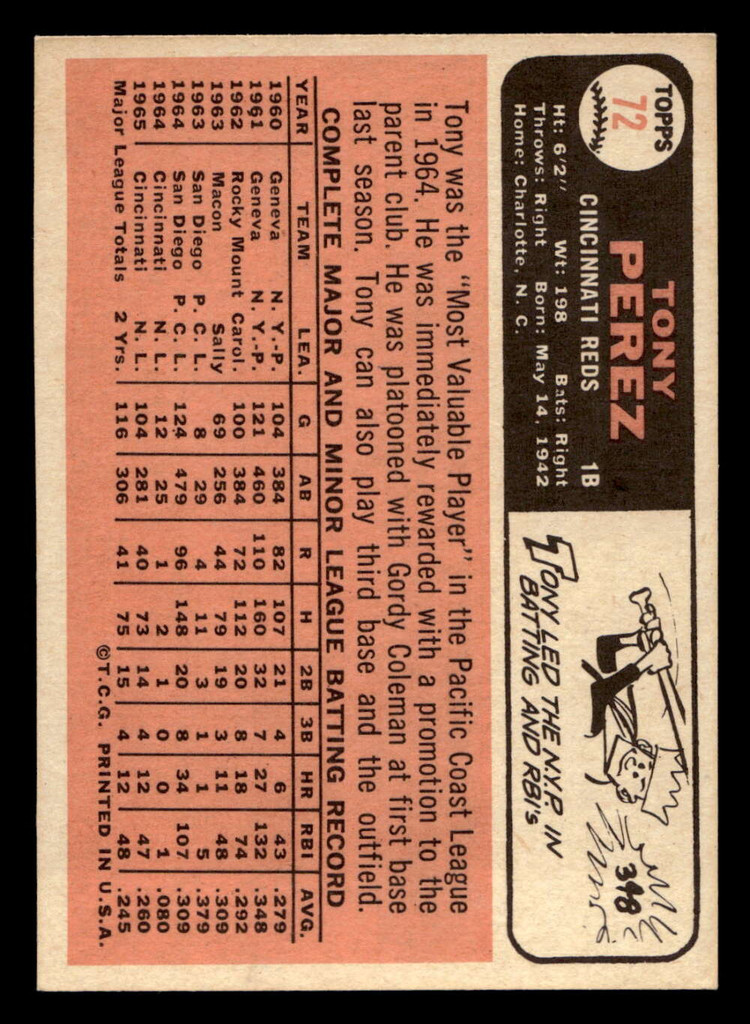 TOPPS
72
TONY
PEREZ
CINCINNATI REDS 1B
Ht: 6'2" Wt: 198 Bats: Right
Throws: Right Born: May 14, 1942
Home: Charlotte, N. C.
348
TONY LED THE N.Y.P. IN
BATTING AND RBI's
Tony was the "Most Valuable Player" in the Pacific Coast League
in 1964. He was immediately rewarded with a promotion to the
parent club. He was platooned with Gordy Coleman at first base
last season. Tony can also play third base and the outfield.
COMPLETE MAJOR AND MINOR LEAGUE BATTING RECORD
YEAR TEAM LEA. G AB R H 2B 3B HR RBI AVG.
1960 Geneva N. Y.-P. 104 384 82 107 21 4 6 43 .279
1961 Geneva N. Y.-P. 121 460 110 160 32 7 27 132 .348
1962 Rocky Mount Carol. 100 384 72 112 20 8 18 74 .292
1963 Macon Sally 69 256 44 79 19 3 11 48 .309
1963 San Diego P. C. L. 8 29 4 11 3 1 1 5 .379
1964 San Diego P. C. L. 124 479 96 148 20 8 34 107 .309
1964 Cincinnati N. L. 12 25 1 2 1 0 0 1 .080
1965 Cincinnati N. L. 104 281 40 73 14 4 12 47 .260
Major League Totals 2 Yrs. 116 306 41 75 15 4 12 48 .245
©T.C.G. PRINTED IN U.S.A.